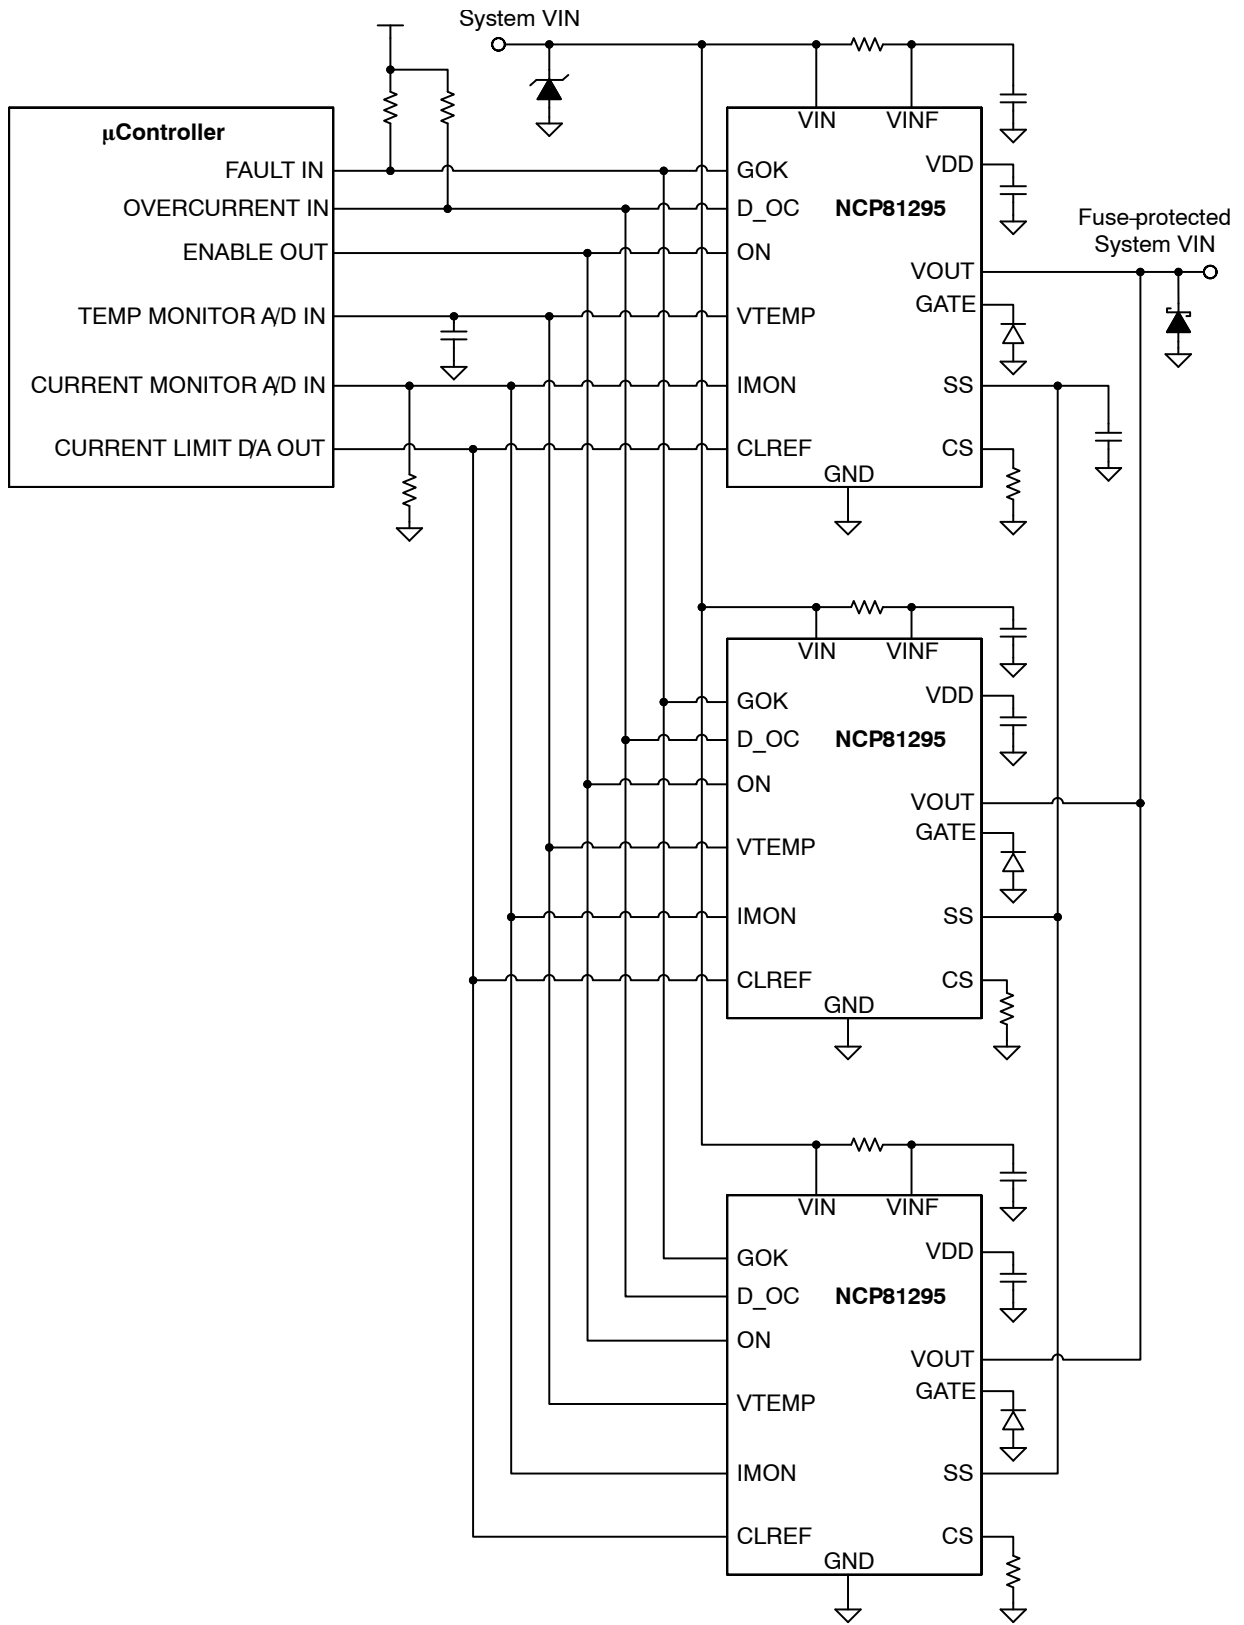 System VIN
µController
FAULT IN
OVERCURRENT IN
ENABLE OUT
TEMP MONITOR A/D IN
CURRENT MONITOR A/D IN
CURRENT LIMIT D/A OUT
VIN
VINF
GOK
D_OC
ON
VTEMP
IMON
CLREF
GND
NCP81295
VDD
VOUT
GATE
SS
CS
Fuse-protected
System VIN
VIN
VINF
GOK
D_OC
ON
VTEMP
IMON
CLREF
GND
NCP81295
VDD
VOUT
GATE
SS
CS
VIN
VINF
GOK
D_OC
ON
VTEMP
IMON
CLREF
GND
NCP81295
VDD
VOUT
GATE
SS
CS